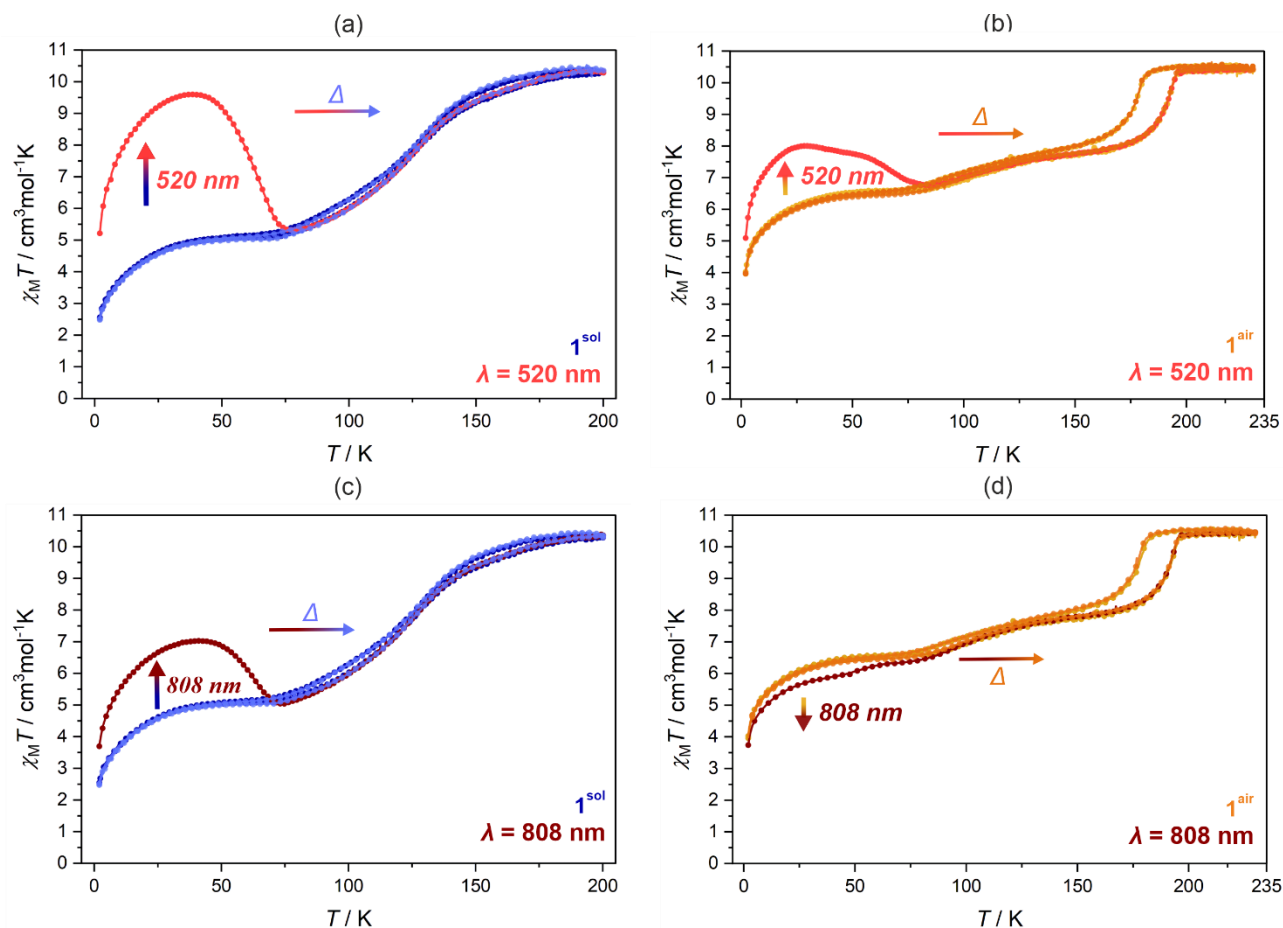 (a)
11
10
9
8
7
6
5
4
3
2
1
0
χMT / cm³mol⁻¹K
Δ
520 nm
1ˢᵒˡ
λ = 520 nm
0 50 100 150 200
T / K
(b)
11
10
9
8
7
6
5
4
3
2
1
0
χMT / cm³mol⁻¹K
Δ
520 nm
1ᵃⁱʳ
λ = 520 nm
0 50 100 150 200 235
T / K
(c)
11
10
9
8
7
6
5
4
3
2
1
0
χMT / cm³mol⁻¹K
Δ
808 nm
1ˢᵒˡ
λ = 808 nm
0 50 100 150 200
T / K
(d)
11
10
9
8
7
6
5
4
3
2
1
0
χMT / cm³mol⁻¹K
Δ
808 nm
1ᵃⁱʳ
λ = 808 nm
0 50 100 150 200 235
T / K